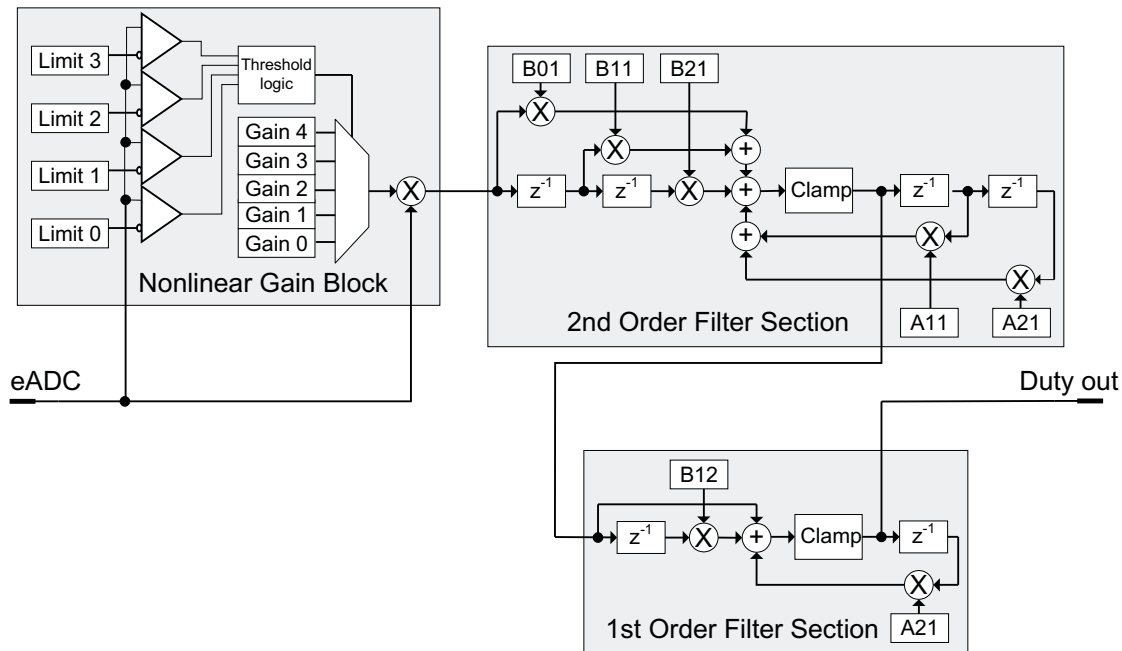 Limit 3
Limit 2
Limit 1
Limit 0
Threshold
logic
Gain 4
Gain 3
Gain 2
Gain 1
Gain 0
X
Nonlinear Gain Block
eADC
B01
B11
B21
X
X
+
z⁻¹
z⁻¹
X
+
Clamp
z⁻¹
z⁻¹
+
X
X
A11
A21
2nd Order Filter Section
Duty out
B12
z⁻¹
X
+
Clamp
z⁻¹
X
A21
1st Order Filter Section